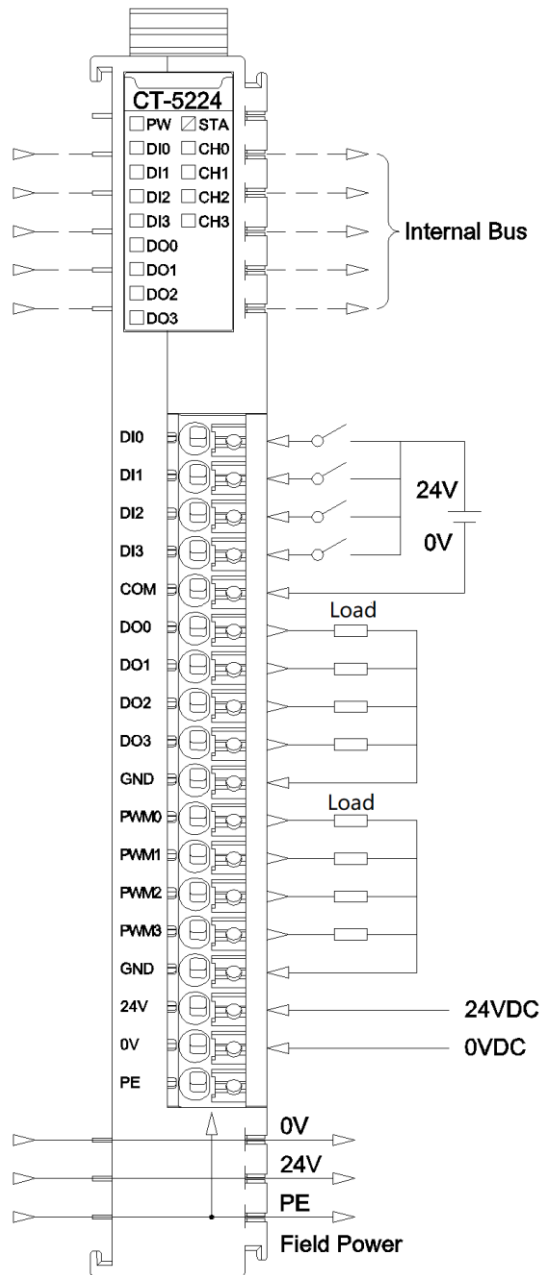 CT-5224
PW STA
DI0 CH0
DI1 CH1
DI2 CH2
DI3 CH3
DO0
DO1
DO2
DO3
Internal Bus
DI0
DI1
DI2
DI3
24V
0V
COM
DO0
Load
DO1
DO2
DO3
GND
PWM0
Load
PWM1
PWM2
PWM3
GND
24V
24VDC
0V
0VDC
PE
0V
24V
PE
Field Power